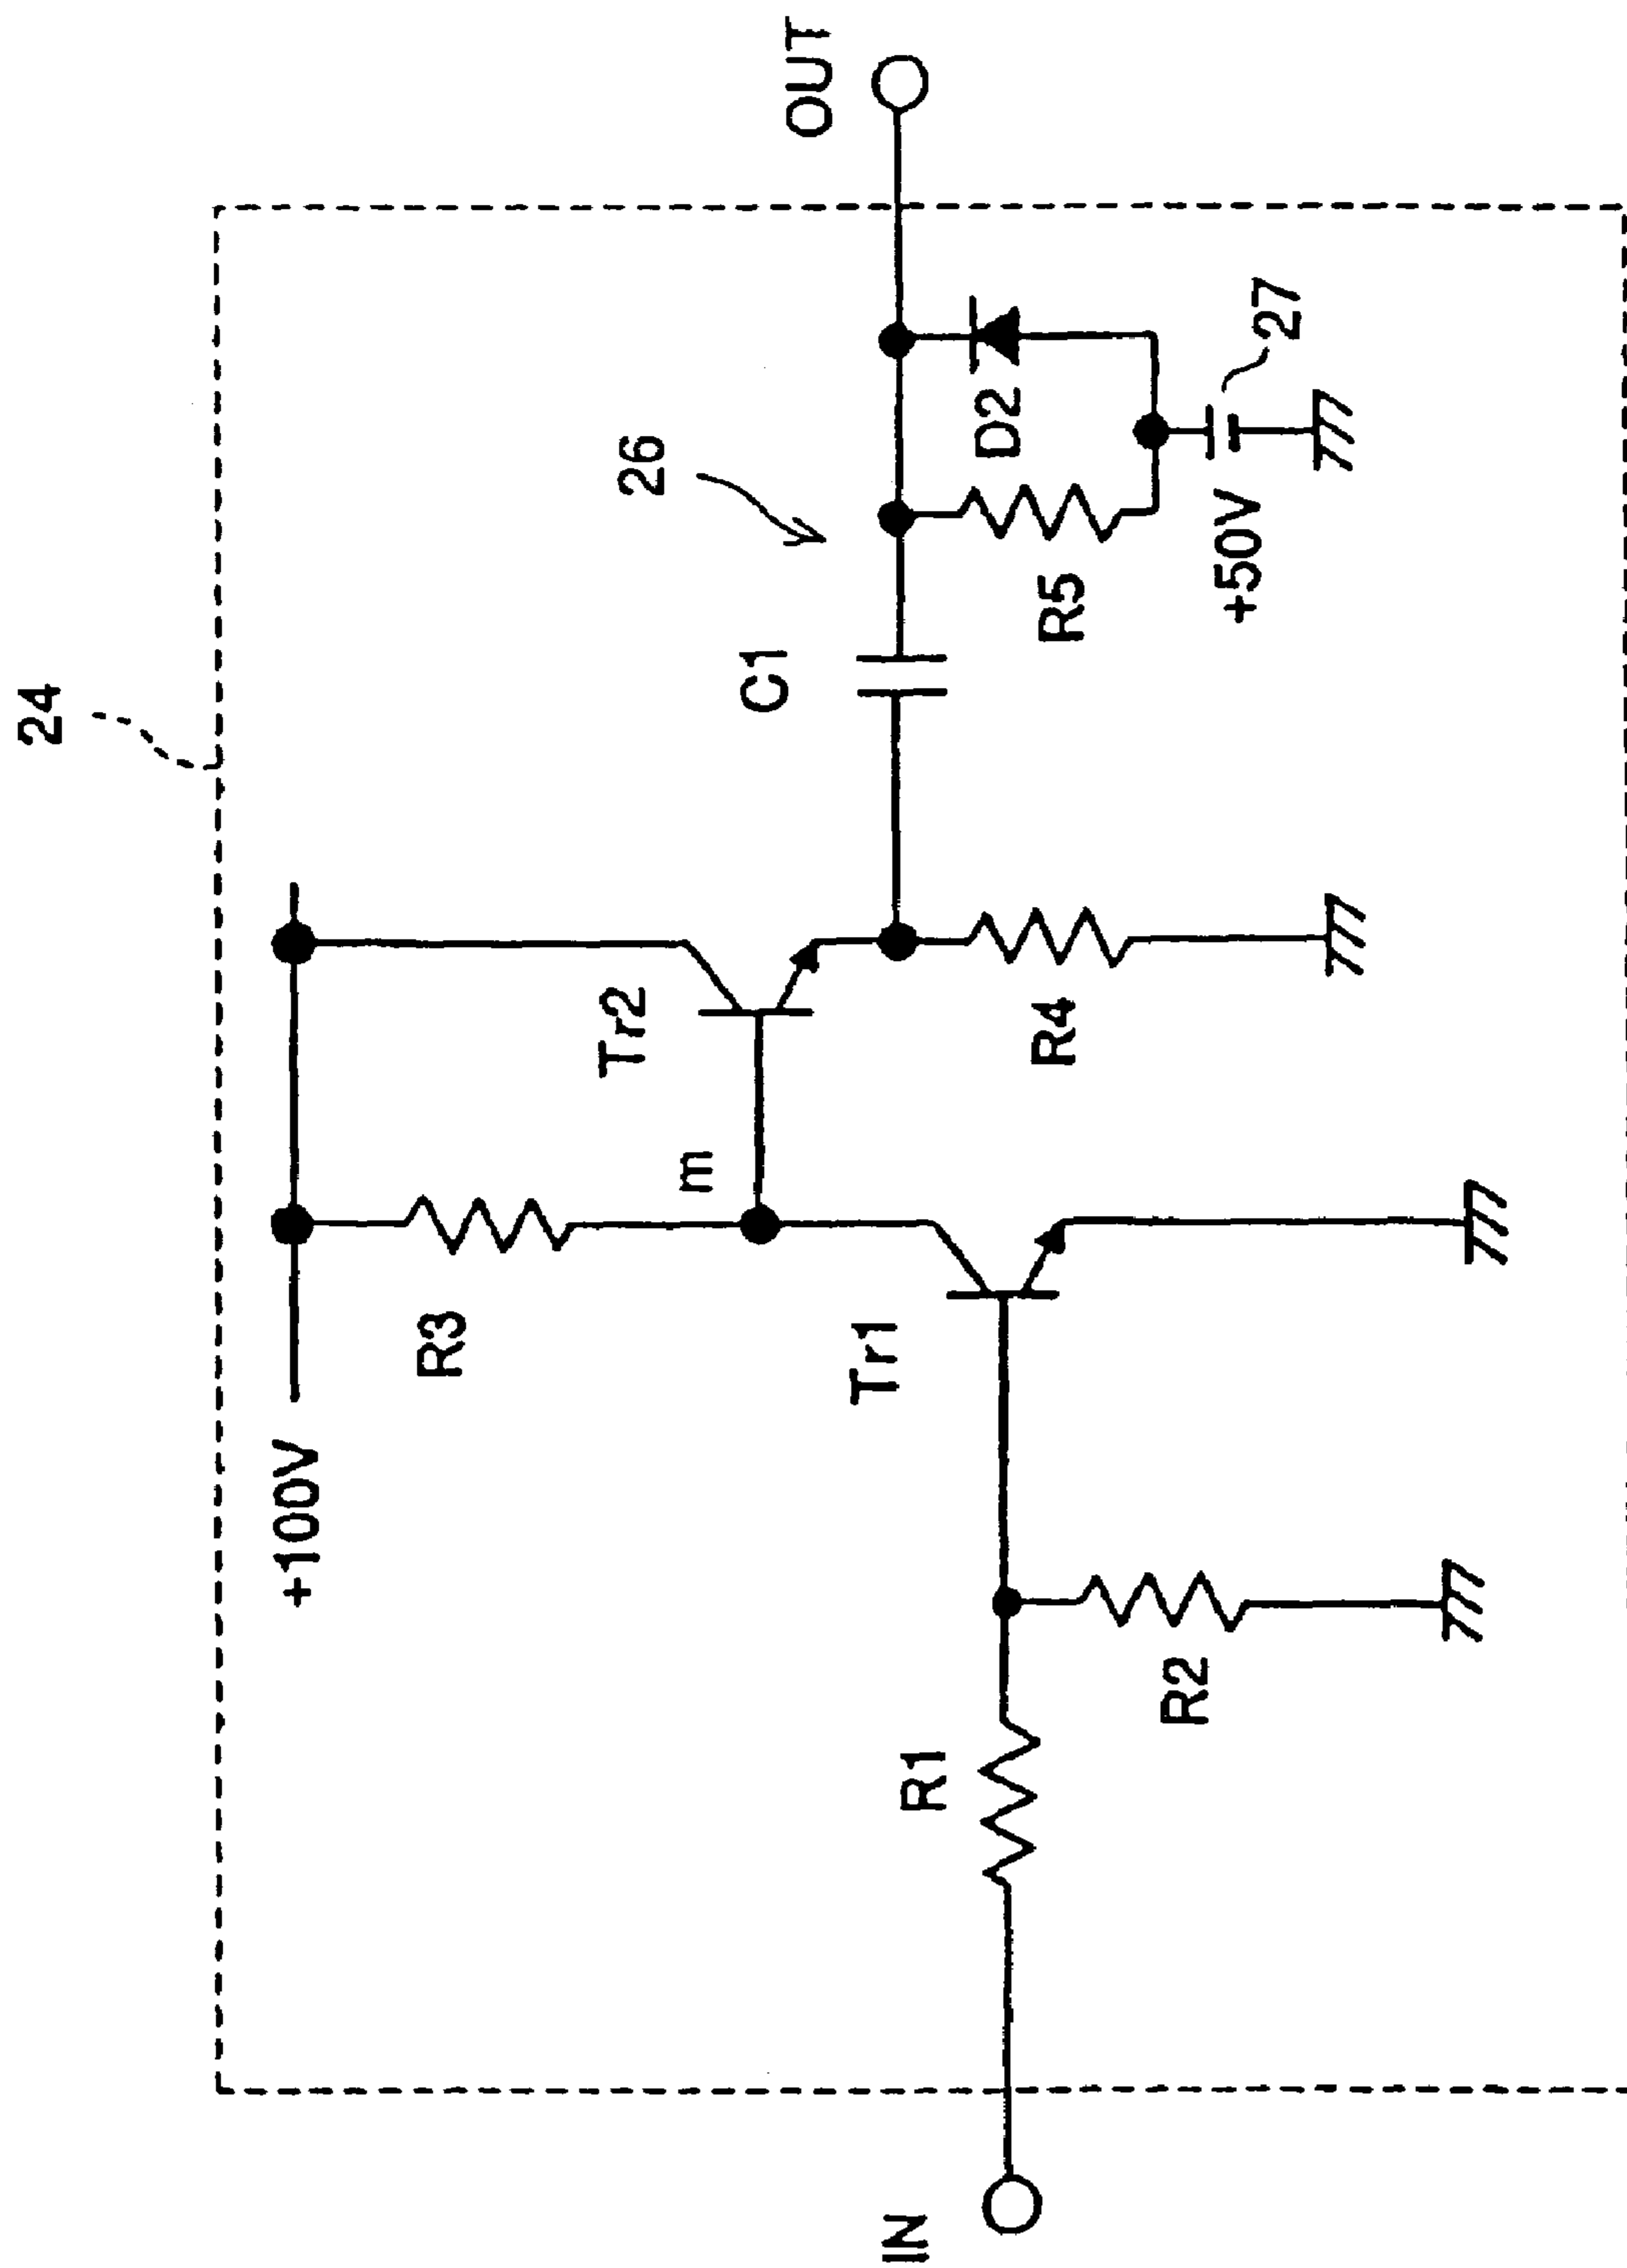 24
+100V
R3
Tr2
26
OUT
m
C1
IN
R1
Tr1
R4
R5
D2
R2
+50V
27